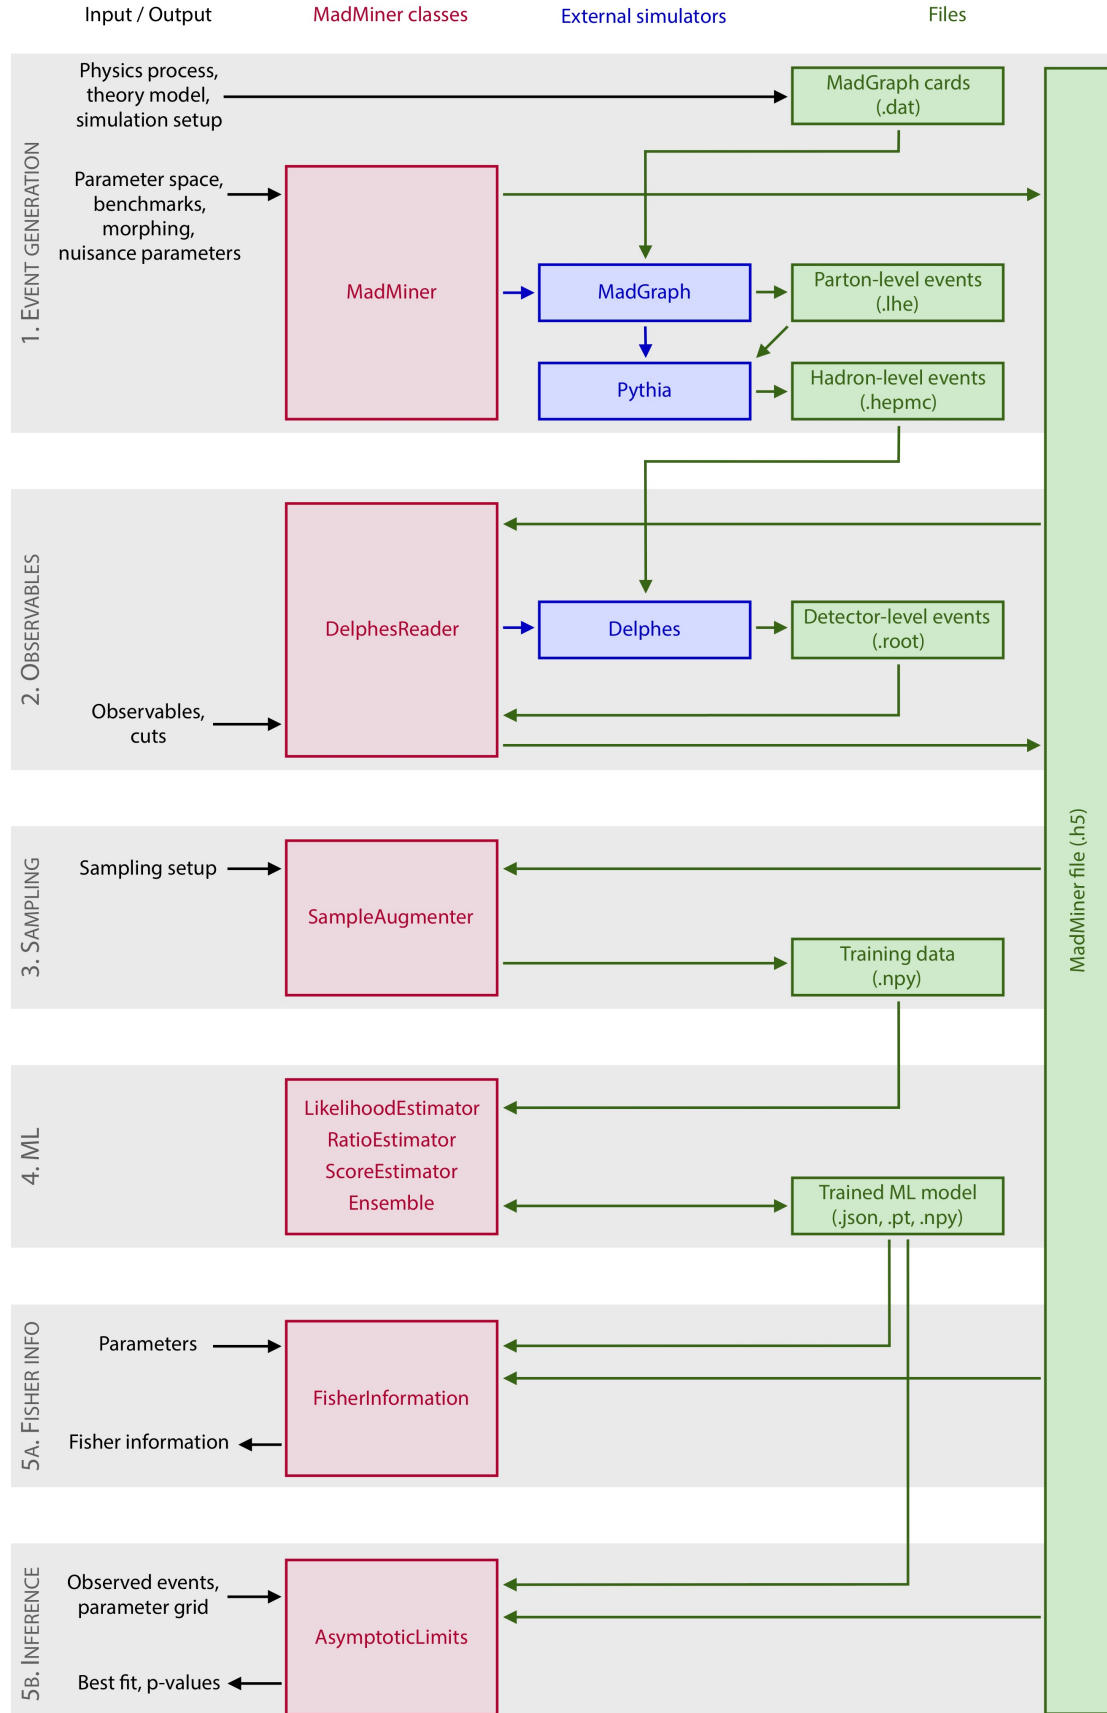 Input / Output
MadMiner classes
External simulators
Files
1. EVENT GENERATION
Physics process,
theory model,
simulation setup
MadGraph cards
(.dat)
Parameter space,
benchmarks,
morphing,
nuisance parameters
MadMiner
MadGraph
Parton-level events
(.lhe)
Pythia
Hadron-level events
(.hepmc)
2. OBSERVABLES
DelphesReader
Delphes
Detector-level events
(.root)
Observables,
cuts
MadMiner file (.h5)
3. SAMPLING
Sampling setup
SampleAugmenter
Training data
(.npy)
4. ML
LikelihoodEstimator
RatioEstimator
ScoreEstimator
Ensemble
Trained ML model
(.json, .pt, .npy)
5A. FISHER INFO
Parameters
FisherInformation
Fisher information
5B. INFERENCE
Observed events,
parameter grid
AsymptoticLimits
Best fit, p-values